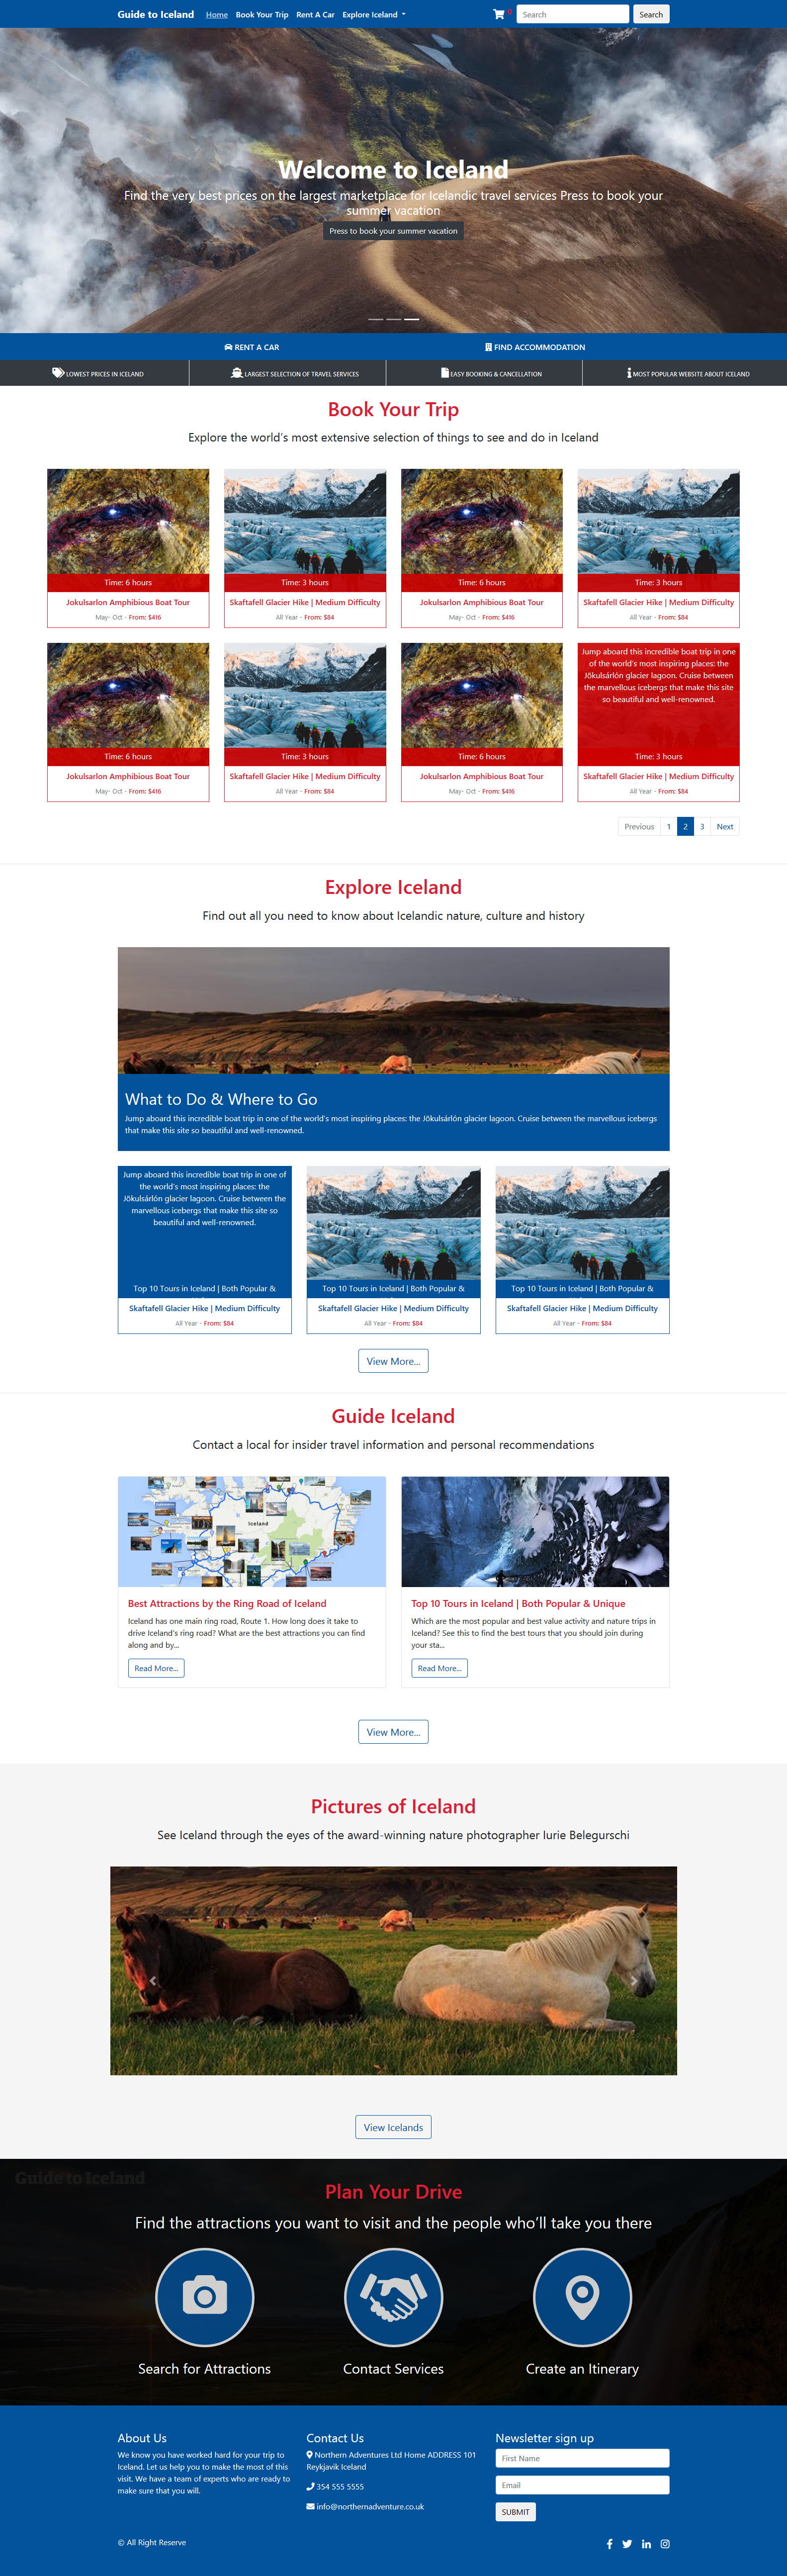 Guide to Iceland Home Book Your Trip Rent A Car Explore Iceland 0 Search Search
Welcome to Iceland
Find the very best prices on the largest marketplace for Icelandic travel services Press to book your
summer vacation
Press to book your summer vacation
RENT A CAR FIND ACCOMMODATION
LOWEST PRICES IN ICELAND LARGEST SELECTION OF TRAVEL SERVICES EASY BOOKING & CANCELLATION MOST POPULAR WEBSITE ABOUT ICELAND
Book Your Trip
Explore the world's most extensive selection of things to see and do in Iceland
Time: 6 hours Time: 3 hours Time: 6 hours Time: 3 hours
Jokulsarlon Amphibious Boat Tour Skaftafell Glacier Hike | Medium Difficulty Jokulsarlon Amphibious Boat Tour Skaftafell Glacier Hike | Medium Difficulty
May- Oct - From: $416 All Year - From: $84 May- Oct - From: $416 All Year - From: $84
Jump aboard this incredible boat trip in one
of the world's most inspiring places: the
Jökulsárlón glacier lagoon. Cruise between
the marvellous icebergs that make this site
so beautiful and well-renowned.
Time: 6 hours Time: 3 hours Time: 6 hours Time: 3 hours
Jokulsarlon Amphibious Boat Tour Skaftafell Glacier Hike | Medium Difficulty Jokulsarlon Amphibious Boat Tour Skaftafell Glacier Hike | Medium Difficulty
May- Oct - From: $416 All Year - From: $84 May- Oct - From: $416 All Year - From: $84
Previous 1 2 3 Next
Explore Iceland
Find out all you need to know about Icelandic nature, culture and history
What to Do & Where to Go
Jump aboard this incredible boat trip in one of the world's most inspiring places: the Jökulsárlón glacier lagoon. Cruise between the marvellous icebergs
that make this site so beautiful and well-renowned.
Jump aboard this incredible boat trip in one of
the world's most inspiring places: the
Jökulsárlón glacier lagoon. Cruise between the
marvellous icebergs that make this site so
beautiful and well-renowned.
Top 10 Tours in Iceland | Both Popular & Top 10 Tours in Iceland | Both Popular & Top 10 Tours in Iceland | Both Popular &
Skaftafell Glacier Hike | Medium Difficulty Skaftafell Glacier Hike | Medium Difficulty Skaftafell Glacier Hike | Medium Difficulty
All Year - From: $84 All Year - From: $84 All Year - From: $84
View More...
Guide Iceland
Contact a local for insider travel information and personal recommendations
Iceland
Best Attractions by the Ring Road of Iceland
Iceland has one main ring road, Route 1. How long does it take to
drive Iceland's ring road? What are the best attractions you can find
along and by...
Read More...
Top 10 Tours in Iceland | Both Popular & Unique
Which are the most popular and best value activity and nature trips in
Iceland? See this to find the best tours that you should join during
your sta...
Read More...
View More...
Pictures of Iceland
See Iceland through the eyes of the award-winning nature photographer Iurie Belegurschi
View Icelands
Guide to Iceland
Plan Your Drive
Find the attractions you want to visit and the people who'll take you there
Search for Attractions Contact Services Create an Itinerary
About Us
We know you have worked hard for your trip to
Iceland. Let us help you to make the most of this
visit. We have a team of experts who are ready to
make sure that you will.
Contact Us
Northern Adventures Ltd Home ADDRESS 101
Reykjavik Iceland
354 555 5555
info@northernadventure.co.uk
Newsletter sign up
First Name
Email
SUBMIT
© All Right Reserve